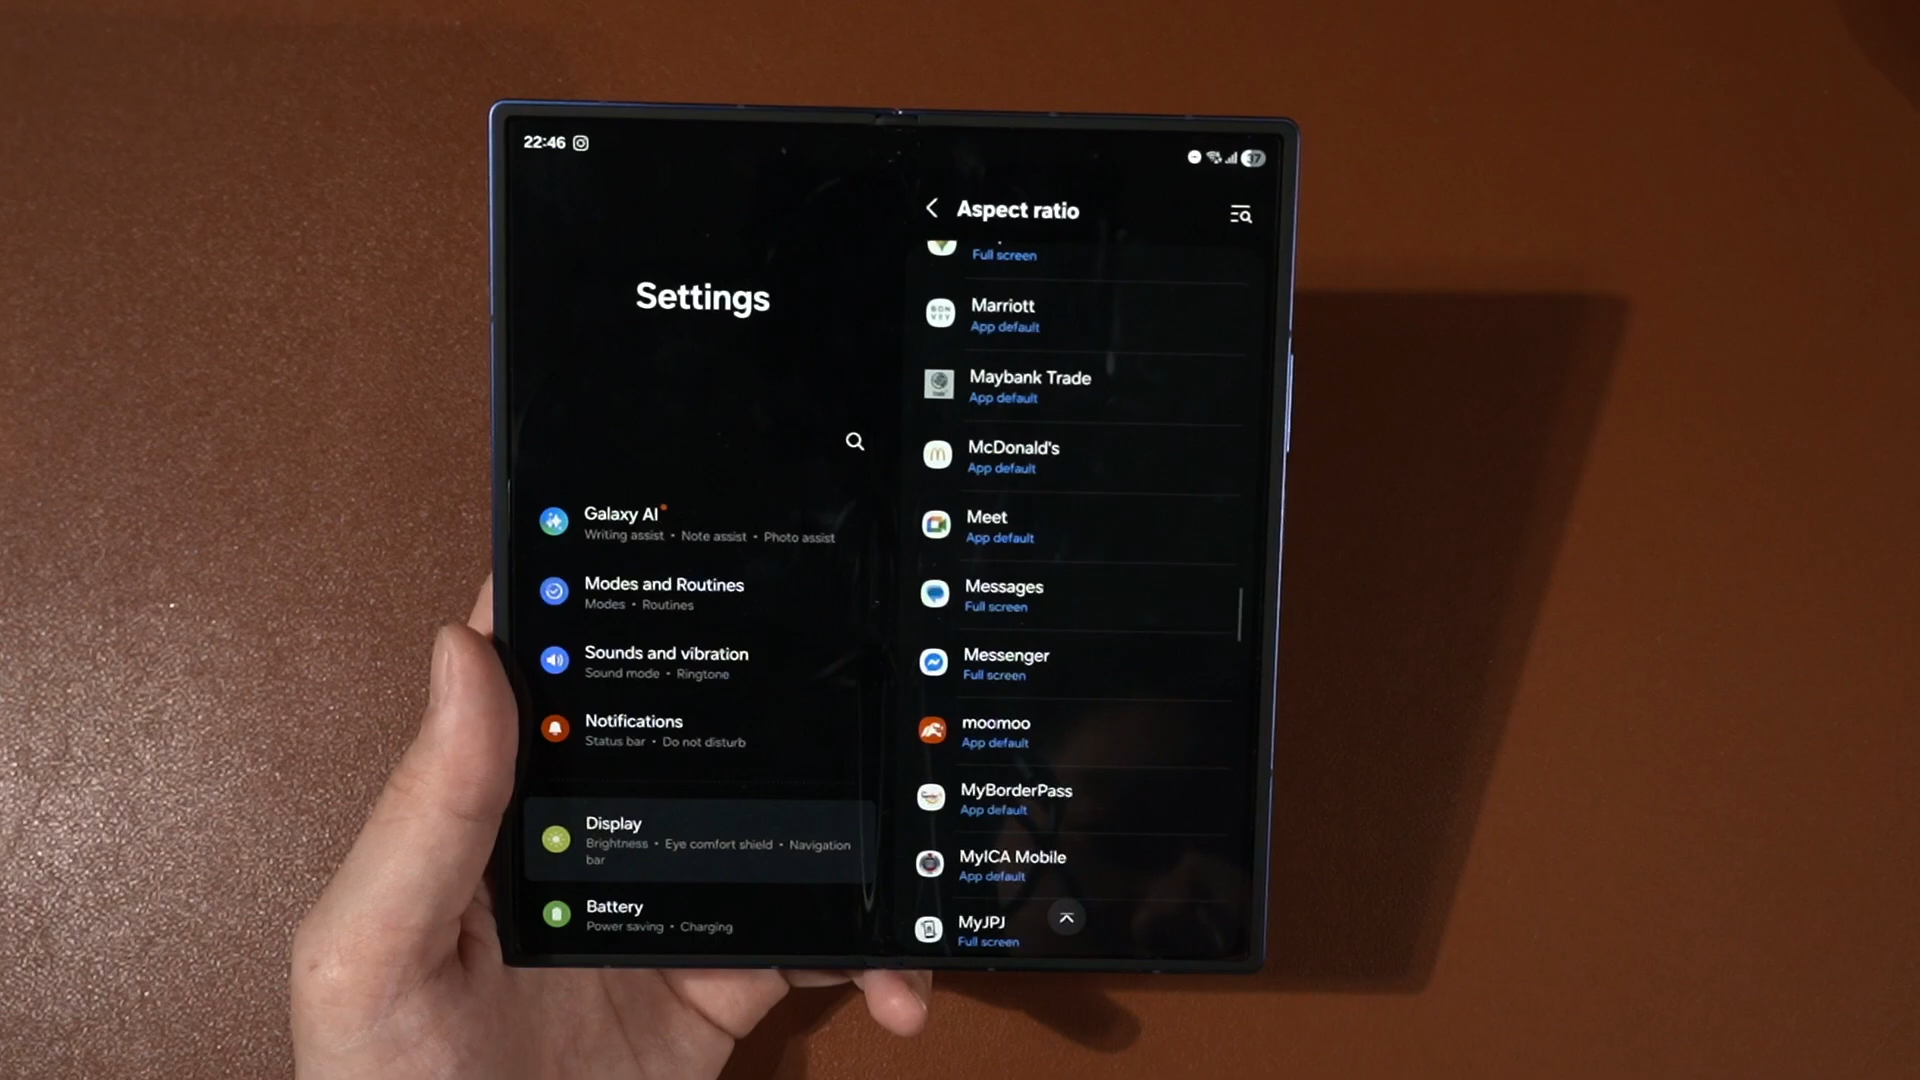 22:46
37
Settings
Galaxy AI
Writing assist • Note assist • Photo assist
Modes and Routines
Modes • Routines
Sounds and vibration
Sound mode • Ringtone
Notifications
Status bar • Do not disturb
Display
Brightness • Eye comfort shield • Navigation
bar
Battery
Power saving • Charging
Aspect ratio
Full screen
BON
VEY
Marriott
App default
Maybank Trade
App default
McDonald's
App default
Meet
App default
Messages
Full screen
Messenger
Full screen
moomoo
App default
MyBorderPass
App default
MyICA Mobile
App default
MyJPJ
Full screen